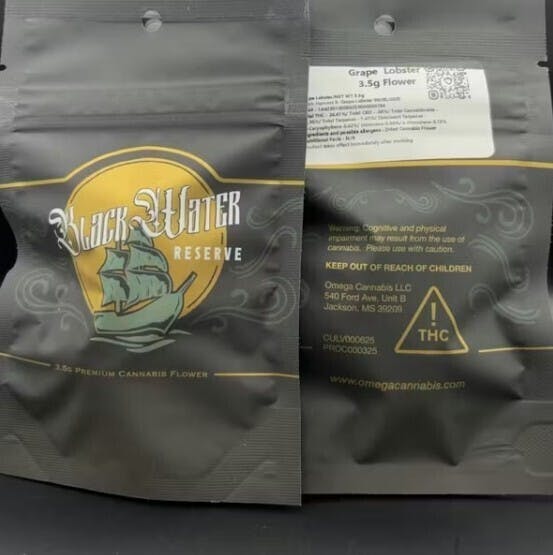 Black Water
RESERVE
3.5G PREMIUM CANNABIS FLOWER
Grape Lobster
3.5g Flower
Warning: Cognitive and physical
impairment may result from the use of
cannabis. Please use with caution.
KEEP OUT OF REACH OF CHILDREN
Omega Cannabis LLC
540 Ford Ave, Unit B
Jackson, MS 39209
CULV000625
PROC000325
!
THC
www.omegacannabis.com